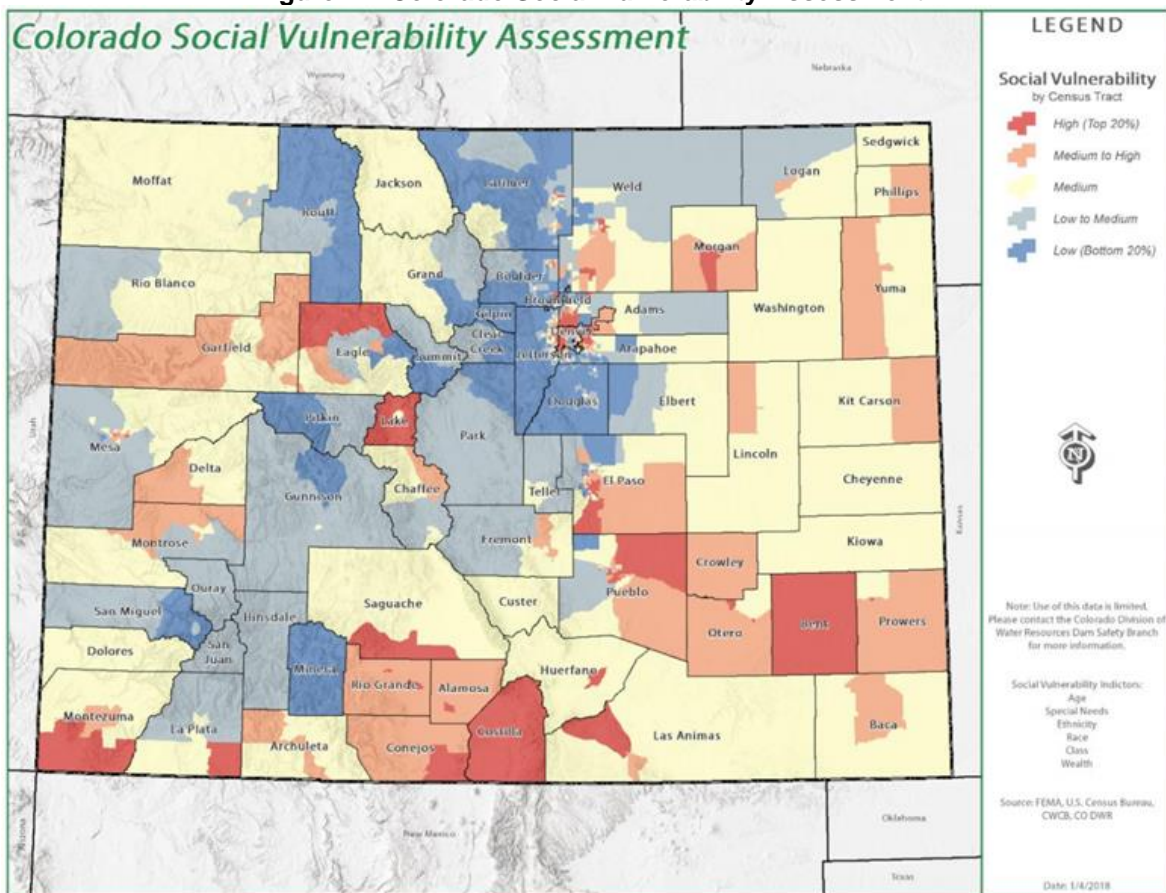 Colorado Social Vulnerability Assessment
Wyoming
Nebraska
Sedgwick
Moffat
Jackson
Larimer
Weld
Logan
Phillips
Routt
Morgan
Rio Blanco
Grand
Boulder
Broomfield
Yuma
Gilpin
Adams
Washington
Clear
Creek
Denver
Garfield
Eagle
Summit
Jefferson
Arapahoe
Pitkin
Lake
Park
Douglas
Elbert
Kit Carson
Utah
Mesa
Delta
Lincoln
Gunnison
Chaffee
Teller
El Paso
Cheyenne
Kansas
Montrose
Fremont
Kiowa
Crowley
Ouray
Hinsdale
Saguache
Custer
Pueblo
San Miguel
Otero
Bent
Prowers
Dolores
San
Juan
Mineral
Rio Grande
Alamosa
Huerfano
Montezuma
La Plata
Archuleta
Conejos
Costilla
Las Animas
Baca
Arizona
New Mexico
Oklahoma
Texas
LEGEND
Social Vulnerability
by Census Tract
High (Top 20%)
Medium to High
Medium
Low to Medium
Low (Bottom 20%)
N
Note: Use of this data is limited.
Please contact the Colorado Division of
Water Resources Dam Safety Branch
for more information.
Social Vulnerability Indictors:
Age
Special Needs
Ethnicity
Race
Class
Wealth
Source: FEMA, U.S. Census Bureau,
CWCB, CO DWR
Date: 1/4/2018